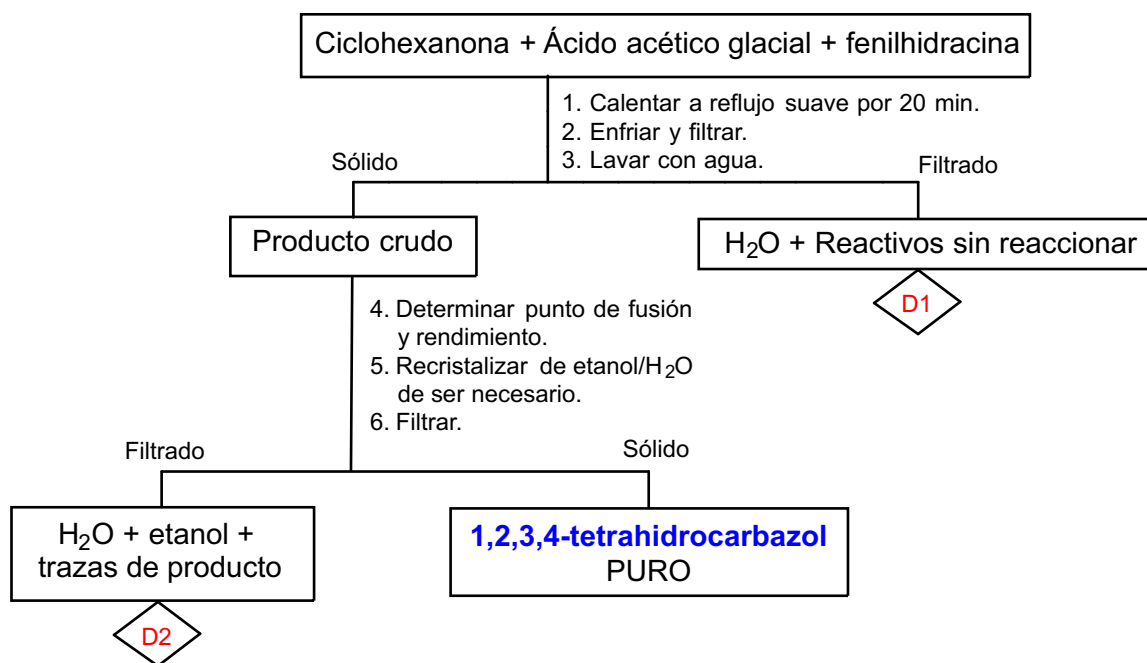 Ciclohexanona + Ácido acético glacial + fenilhidracina
1. Calentar a reflujo suave por 20 min.
2. Enfriar y filtrar.
3. Lavar con agua.
Sólido
Filtrado
Producto crudo
H₂O + Reactivos sin reaccionar
D1
4. Determinar punto de fusión
y rendimiento.
5. Recristalizar de etanol/H₂O
de ser necesario.
6. Filtrar.
Filtrado
Sólido
H₂O + etanol +
trazas de producto
D2
1,2,3,4-tetrahidrocarbazol
PURO